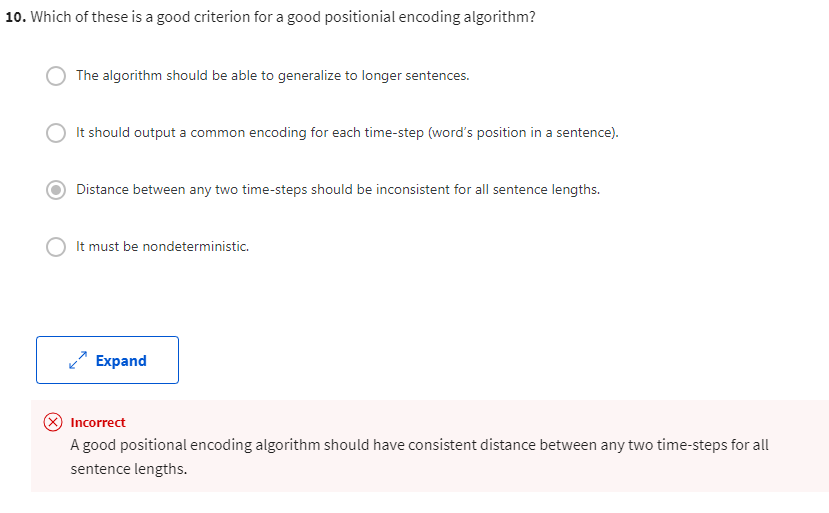 10. Which of these is a good criterion for a good positionial encoding algorithm?
The algorithm should be able to generalize to longer sentences.
It should output a common encoding for each time-step (word's position in a sentence).
Distance between any two time-steps should be inconsistent for all sentence lengths.
It must be nondeterministic.
Expand
Incorrect
A good positional encoding algorithm should have consistent distance between any two time-steps for all
sentence lengths.